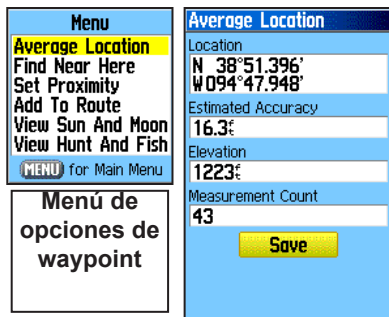 Menu
Average Location
Find Near Here
Set Proximity
Add To Route
View Sun And Moon
View Hunt And Fish
MENU for Main Menu
Menú de
opciones de
waypoint
Average Location
Location
N 38°51.396'
W094°47.948'
Estimated Accuracy
16.3ft
Elevation
1223ft
Measurement Count
43
Save